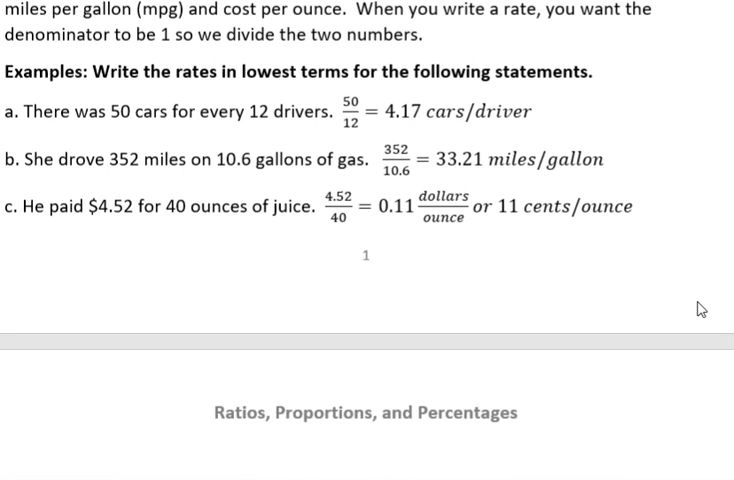 miles per gallon (mpg) and cost per ounce. When you write a rate, you want the
denominator to be 1 so we divide the two numbers.
Examples: Write the rates in lowest terms for the following statements.
a. There was 50 cars for every 12 drivers. 50/12 = 4.17 cars/driver
b. She drove 352 miles on 10.6 gallons of gas. 352/10.6 = 33.21 miles/gallon
c. He paid $4.52 for 40 ounces of juice. 4.52/40 = 0.11 dollars/ounce or 11 cents/ounce
1
Ratios, Proportions, and Percentages